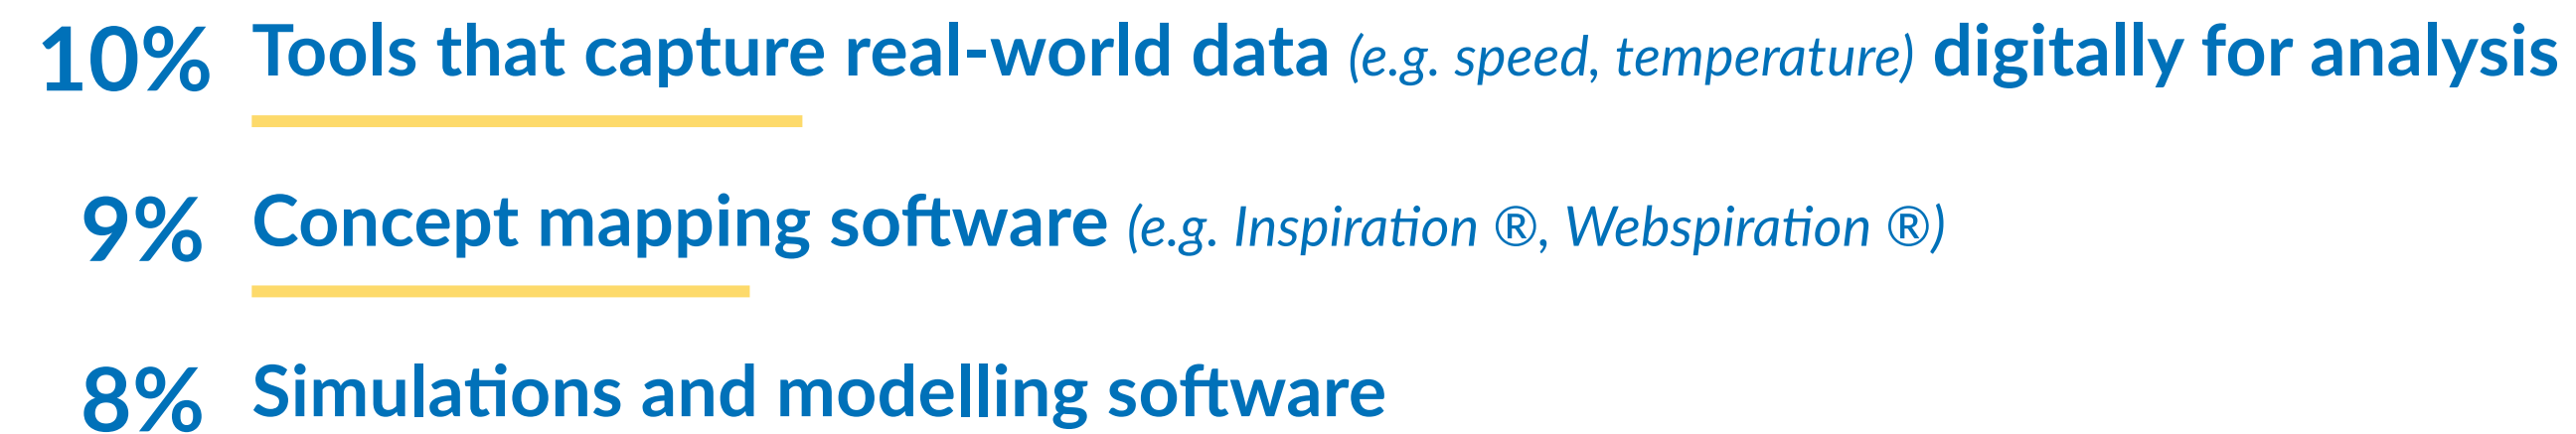 10% Tools that capture real-world data (e.g. speed, temperature) digitally for analysis
9% Concept mapping software (e.g. Inspiration ®, Webspiration ®)
8% Simulations and modelling software